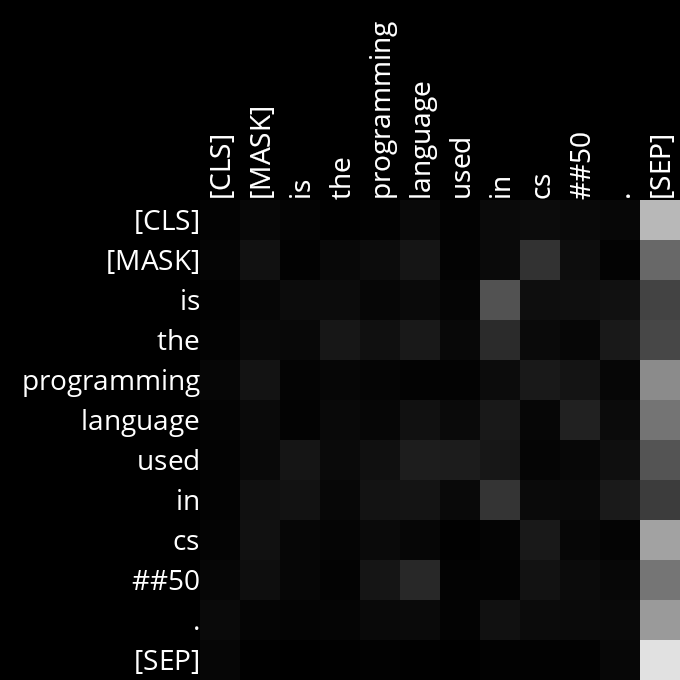 [CLS]
[MASK]
is
the
programming
language
used
in
cs
##50
.
[SEP]
[CLS]
[MASK]
is
the
programming
language
used
in
cs
##50
.
[SEP]